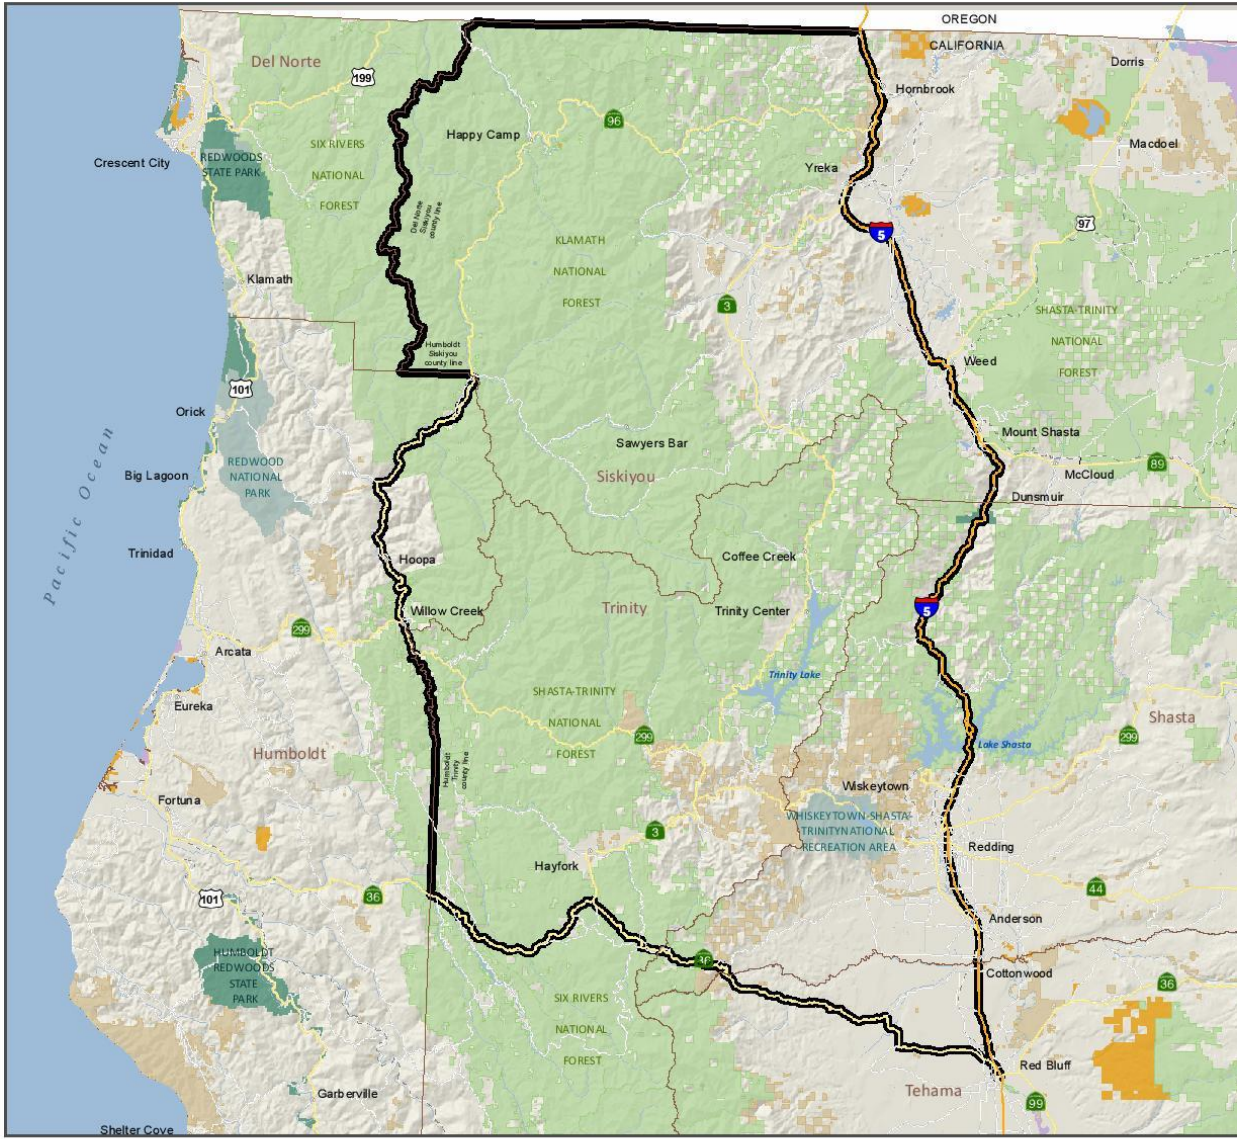 OREGON
CALIFORNIA
Del Norte
199
Dorris
Hornbrook
96
Happy Camp
Macdoel
SIX RIVERS
NATIONAL
FOREST
Crescent City
REDWOODS
STATE PARK
Yreka
Del Norte
Siskiyou
county line
97
5
KLAMATH
NATIONAL
FOREST
Klamath
3
SHASTA-TRINITY
NATIONAL
FOREST
Humboldt
Siskiyou
county line
Weed
101
Orick
Mount Shasta
Sawyers Bar
Pacific Ocean
REDWOOD
NATIONAL
PARK
Big Lagoon
Siskiyou
McCloud
89
Dunsmuir
Trinidad
Hoopa
Coffee Creek
Willow Creek
Trinity
Trinity Center
5
299
Arcata
Trinity Lake
SHASTA-TRINITY
NATIONAL
FOREST
Eureka
299
Shasta
299
Humboldt
Humboldt
Trinity
county line
Lake Shasta
Wiskeytown
Fortuna
WHISKEYTOWN-SHASTA-
TRINITYNATIONAL
RECREATION AREA
3
Redding
Hayfork
36
101
44
Anderson
HUMBOLDT
REDWOODS
STATE
PARK
36
Cottonwood
36
SIX RIVERS
NATIONAL
FOREST
Red Bluff
Tehama
Garberville
99
Shelter Cove